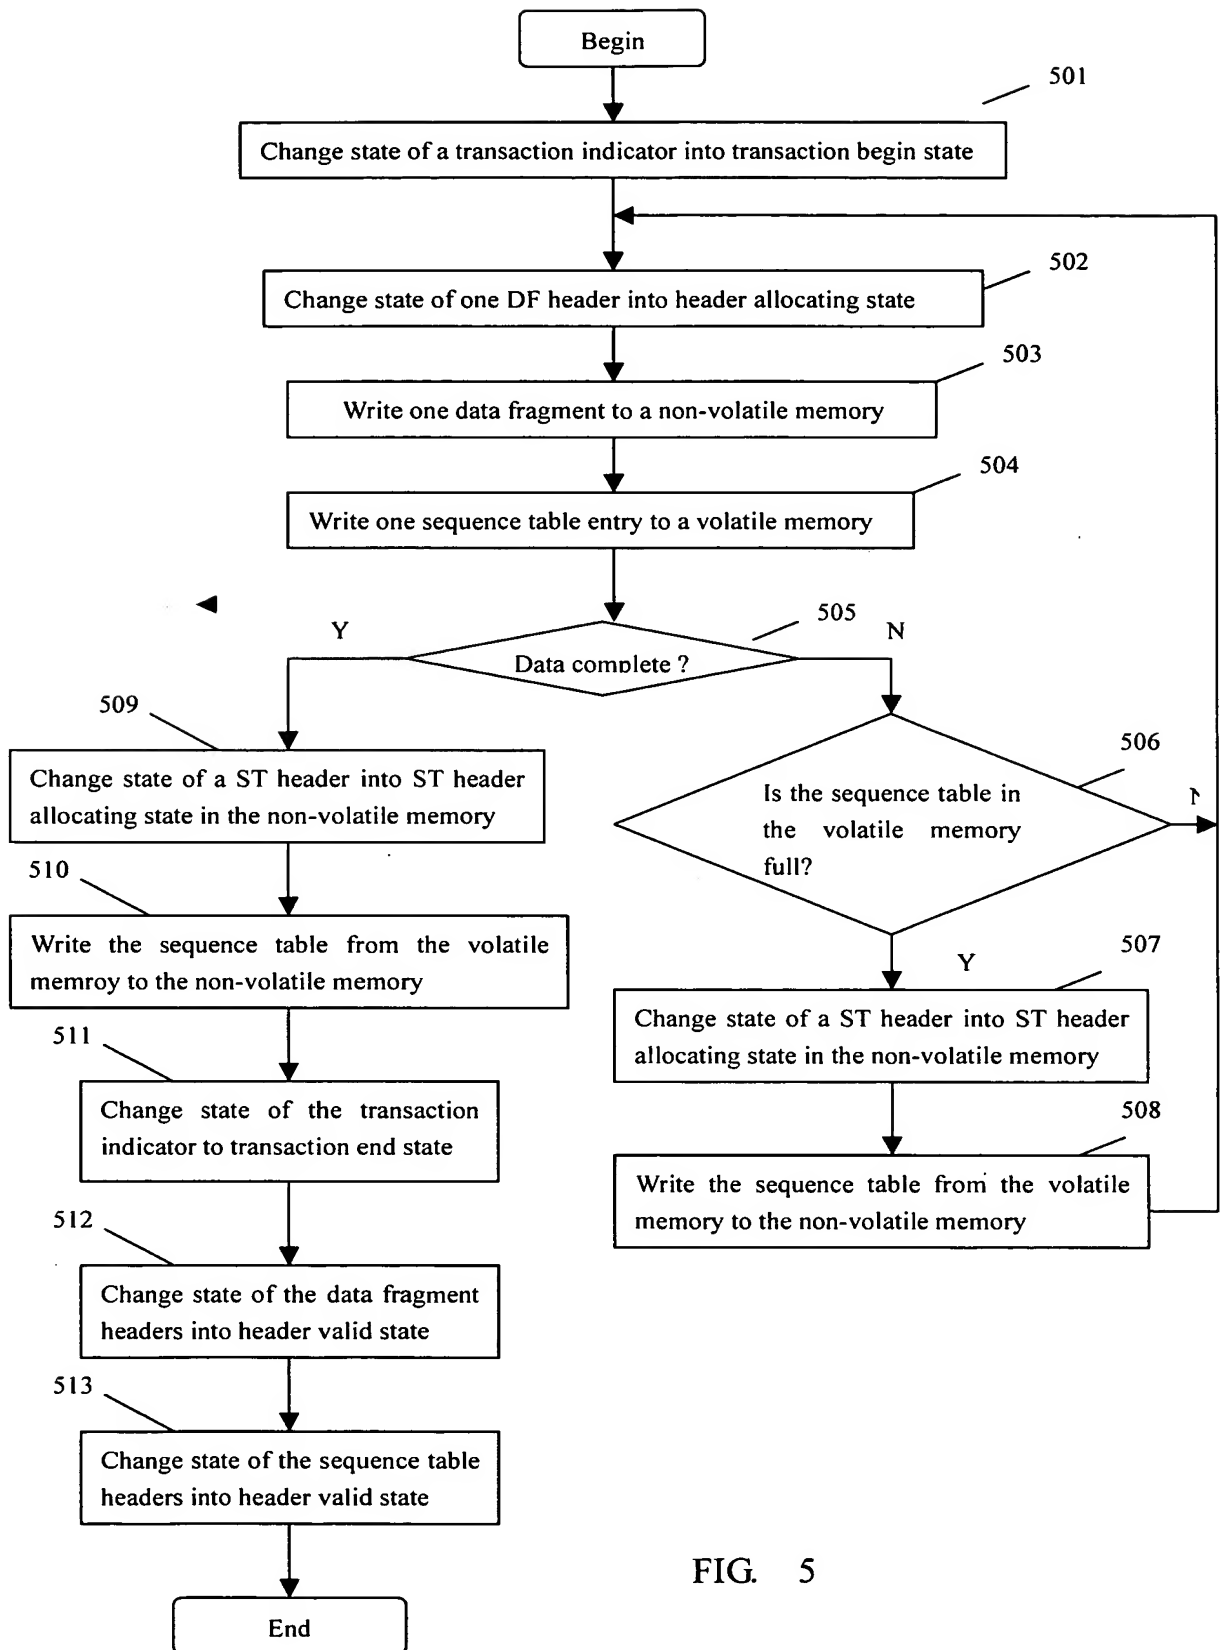 Begin
501
Change state of a transaction indicator into transaction begin state
502
Change state of one DF header into header allocating state
503
Write one data fragment to a non-volatile memory
504
Write one sequence table entry to a volatile memory
505
Y
N
Data complete ?
509
Change state of a ST header into ST header
allocating state in the non-volatile memory
506
Is the sequence table in
the volatile memory
full?
510
Write the sequence table from the volatile
memroy to the non-volatile memory
Y
507
Change state of a ST header into ST header
allocating state in the non-volatile memory
511
Change state of the transaction
indicator to transaction end state
508
Write the sequence table from the volatile
memory to the non-volatile memory
512
Change state of the data fragment
headers into header valid state
513
Change state of the sequence table
headers into header valid state
End
FIG. 5